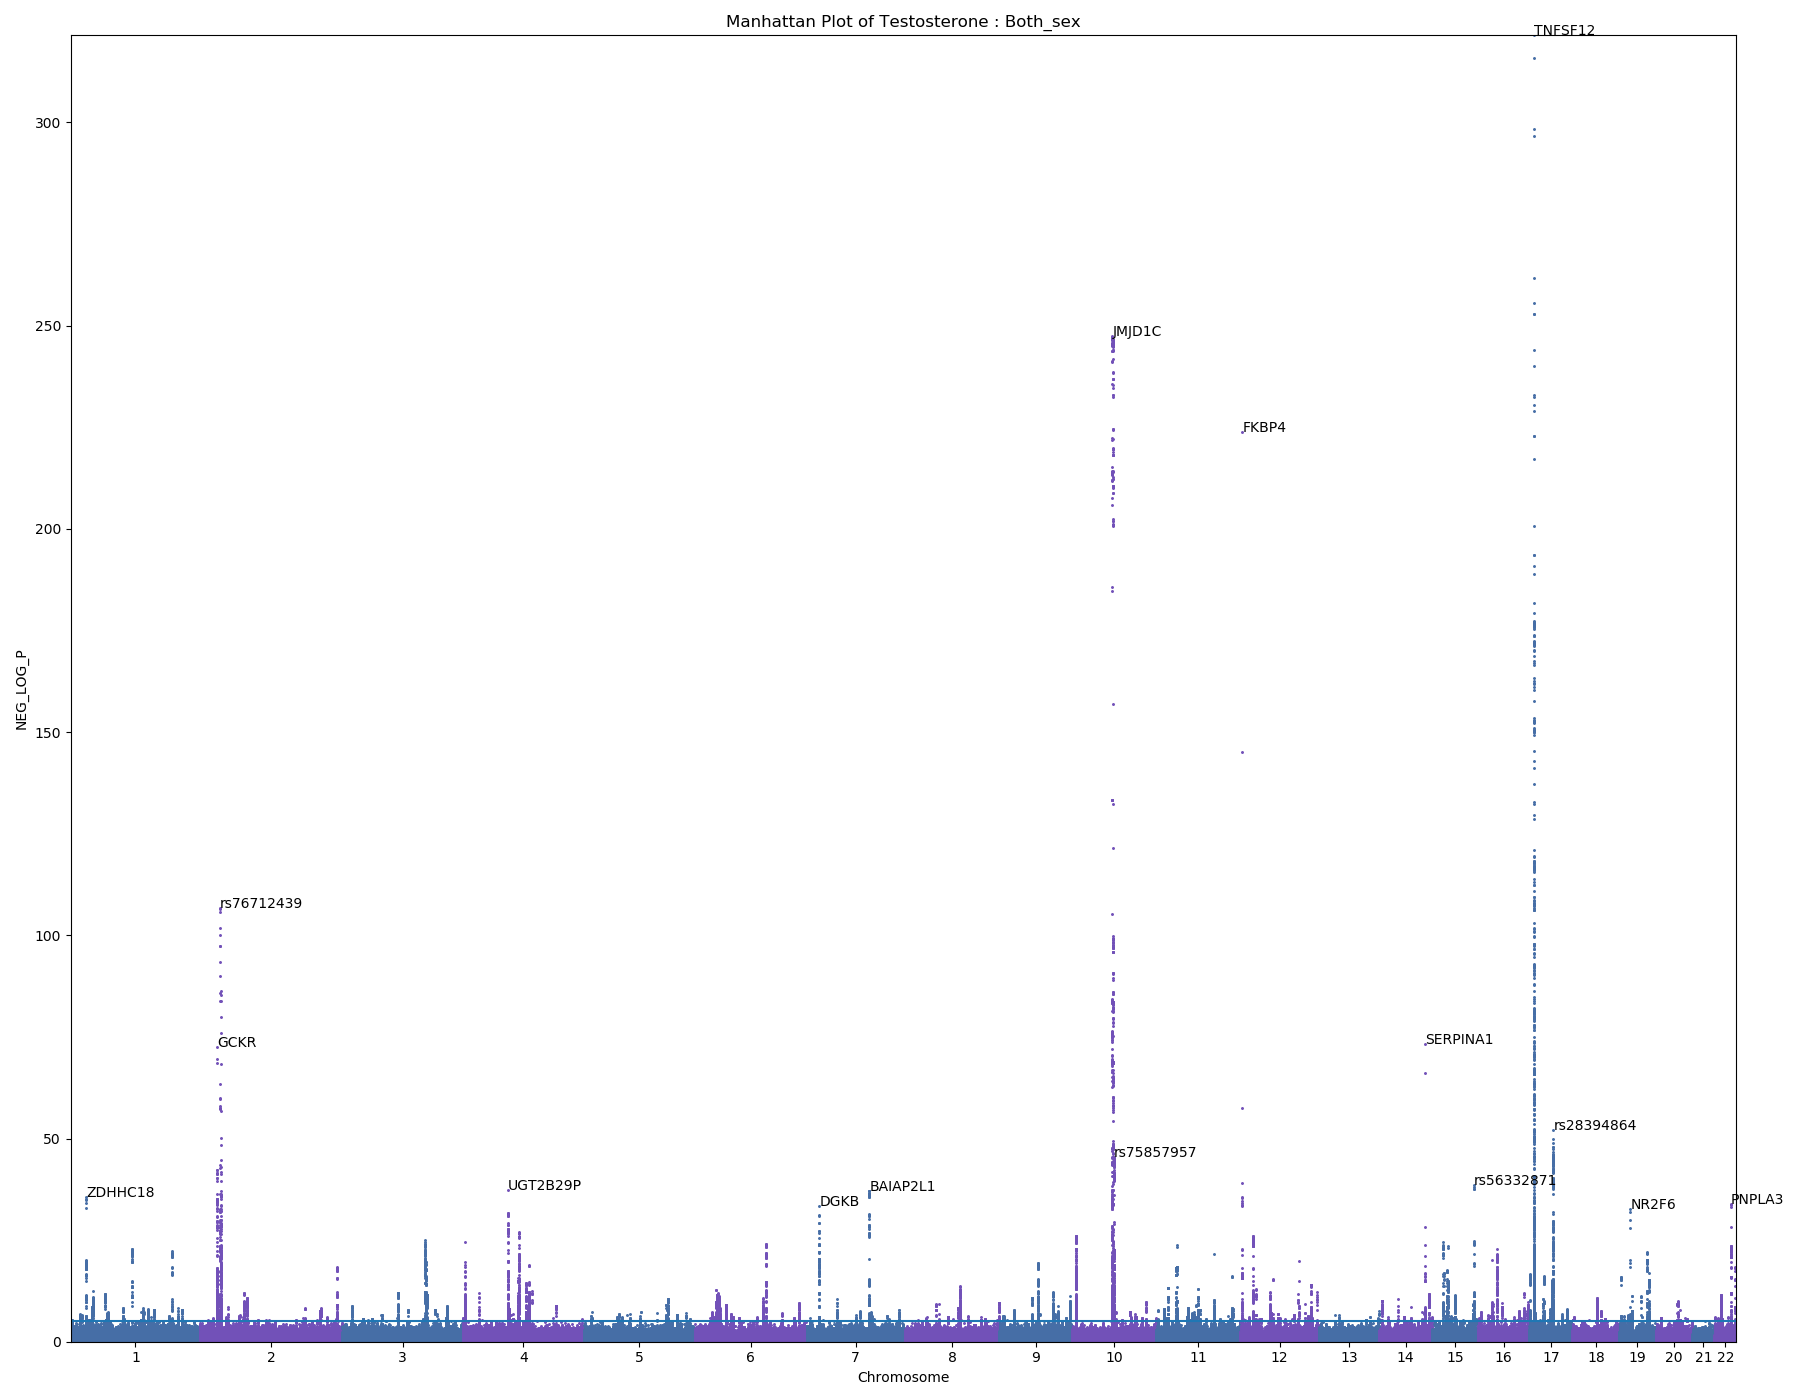 Manhattan Plot of Testosterone : Both_sex
TNFSF12
300
250
JMJD1C
FKBP4
200
NEG_LOG_P
150
rs76712439
100
GCKR
SERPINA1
50
rs28394864
rs75857957
rs56332871
ZDHHC18
UGT2B29P
BAIAP2L1
DGKB
NR2F6
PNPLA3
0
1 2 3 4 5 6 7 8 9 10 11 12 13 14 15 16 17 18 19 20 21 22
Chromosome